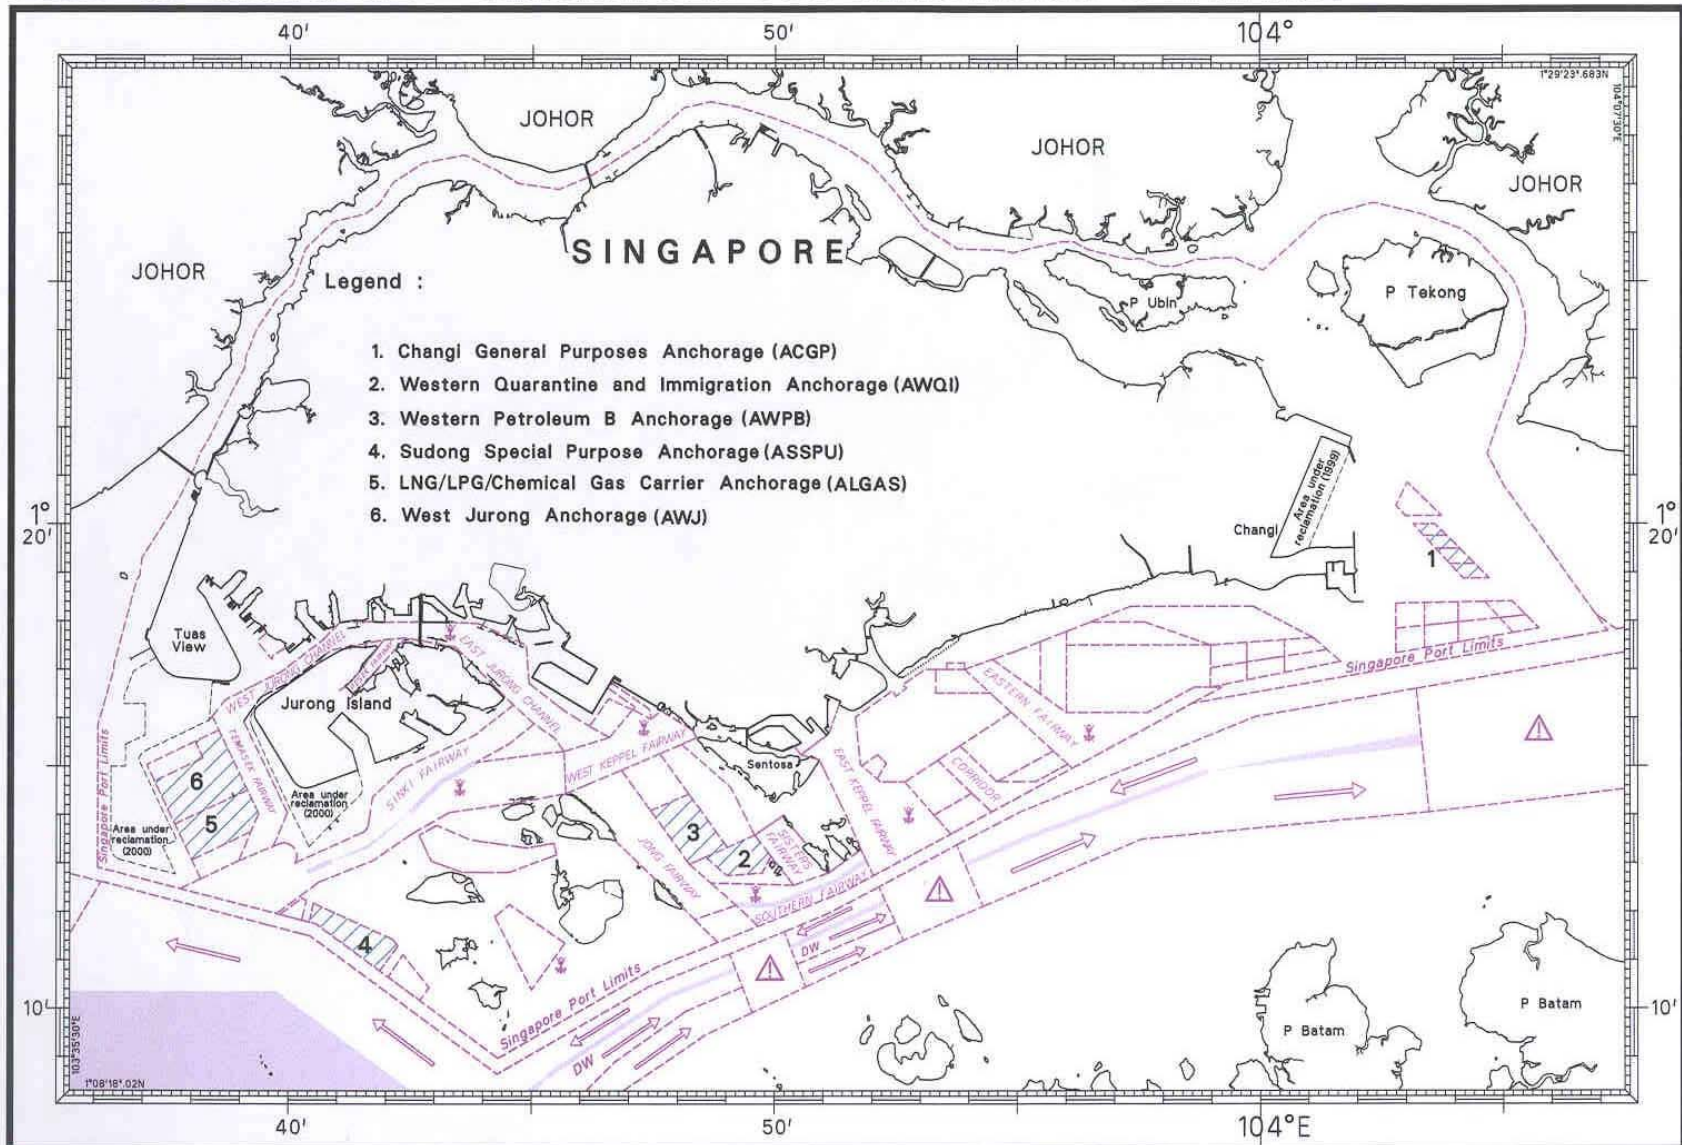 40'
50'
104°
1°29'23".683N
104°07'30"E
JOHOR
JOHOR
JOHOR
JOHOR
SINGAPORE
Legend :
P Ubin
P Tekong
1. Changi General Purposes Anchorage (ACGP)
2. Western Quarantine and Immigration Anchorage (AWQI)
3. Western Petroleum B Anchorage (AWPB)
4. Sudong Special Purpose Anchorage (ASSPU)
5. LNG/LPG/Chemical Gas Carrier Anchorage (ALGAS)
6. West Jurong Anchorage (AWJ)
Area under
reclamation (1999)
1°
20'
Changi
1°
20'
1
Tuas
View
WEST JURONG CHANNEL
EAST JURONG CHANNEL
Singapore Port Limits
Jurong Island
EASTERN FAIRWAY
TEMASEK FAIRWAY
WEST KEPPEL FAIRWAY
Sentosa
EAST KEPPEL FAIRWAY
CORRIDOR
SINKI FAIRWAY
Singapore Port Limits
6
5
Area under
reclamation
(2000)
Area under
reclamation
(2000)
3
2
SISTERS
FAIRWAY
JONG FAIRWAY
SOUTHERN FAIRWAY
4
DW
Singapore Port Limits
DW
10'
10'
P Batam
P Batam
103°35'30"E
1°08'18".02N
40'
50'
104°E